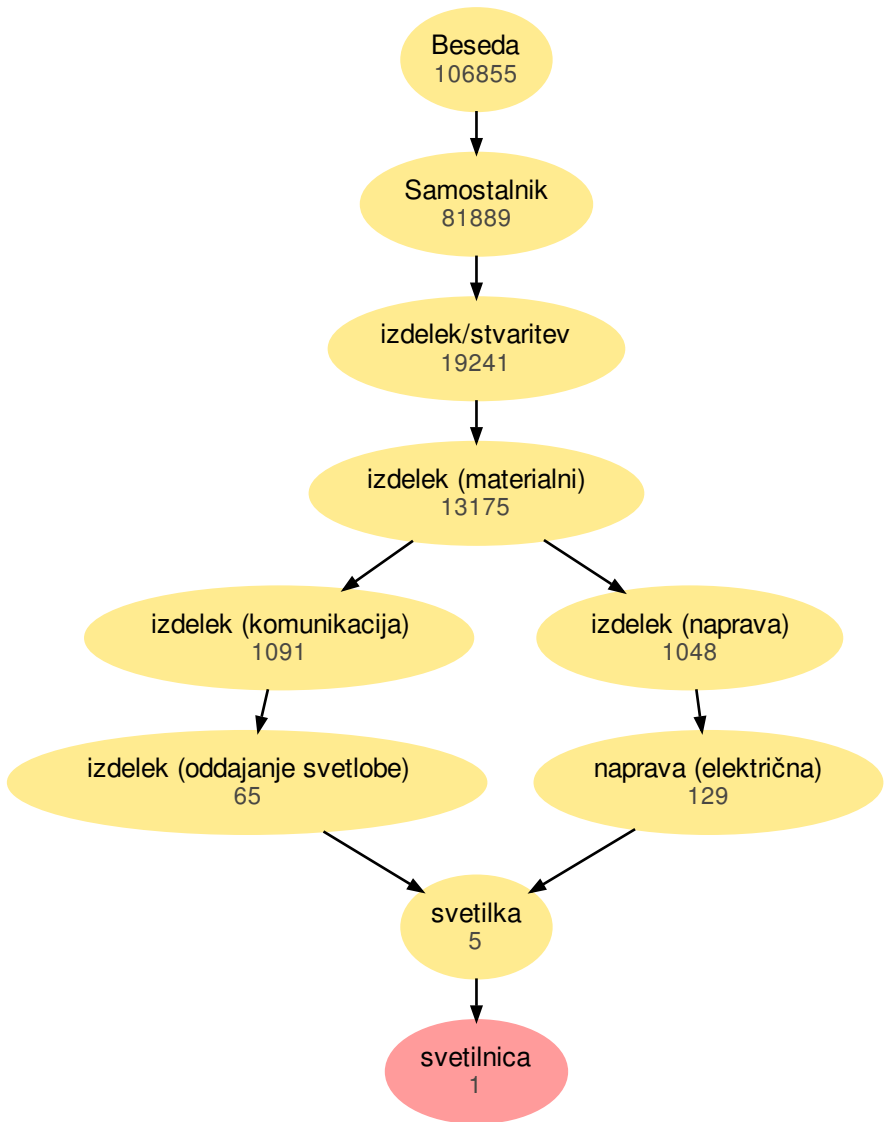 Beseda
106855
Samostalnik
81889
izdelek/stvaritev
19241
izdelek (materialni)
13175
izdelek (komunikacija)
1091
izdelek (naprava)
1048
izdelek (oddajanje svetlobe)
65
naprava (električna)
129
svetilka
5
svetilnica
1